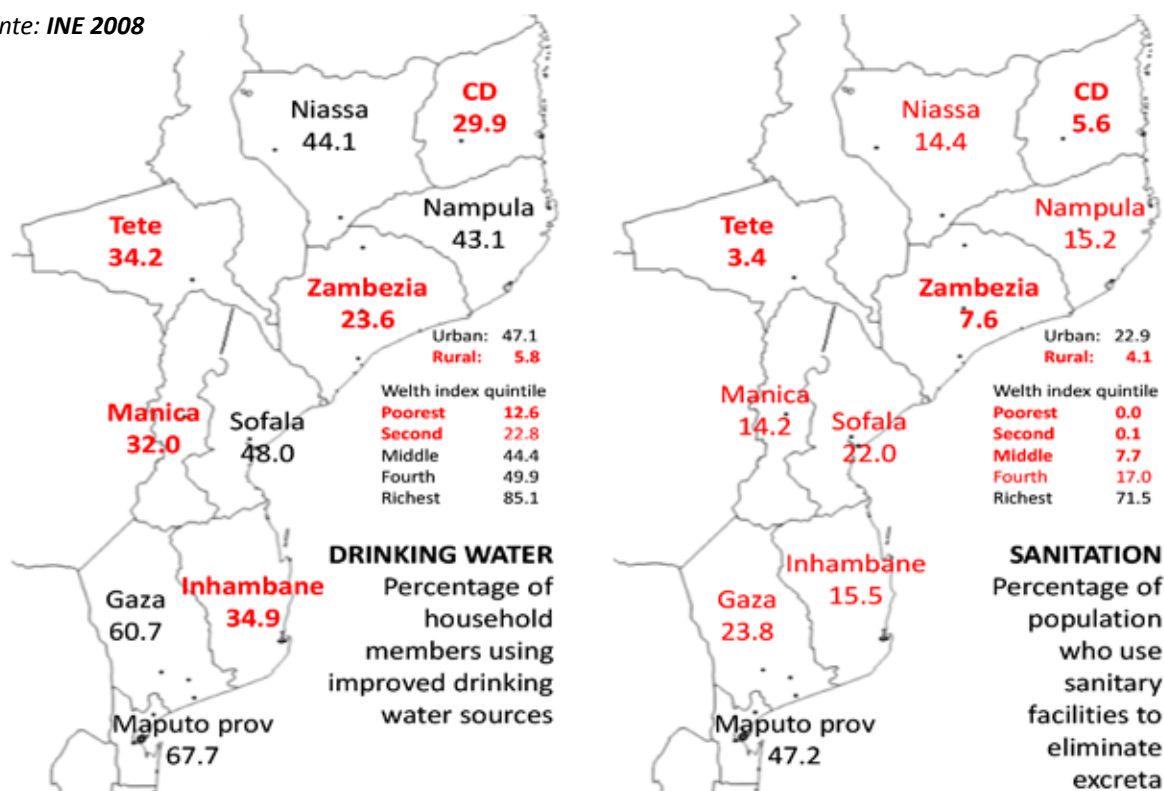 nte: INE 2008
Niassa
44.1
CD
29.9
Tete
34.2
Nampula
43.1
Zambezia
23.6
Urban: 47.1
Rural: 5.8
Welth index quintile
Poorest 12.6
Second 22.8
Middle 44.4
Fourth 49.9
Richest 85.1
Manica
32.0
Sofala
48.0
DRINKING WATER
Percentage of
household
members using
improved drinking
water sources
Inhambane
34.9
Gaza
60.7
Maputo prov
67.7
Niassa
14.4
CD
5.6
Tete
3.4
Nampula
15.2
Zambezia
7.6
Urban: 22.9
Rural: 4.1
Welth index quintile
Poorest 0.0
Second 0.1
Middle 7.7
Fourth 17.0
Richest 71.5
Manica
14.2
Sofala
22.0
SANITATION
Percentage of
population
who use
sanitary
facilities to
eliminate
excreta
Inhambane
15.5
Gaza
23.8
Maputo prov
47.2